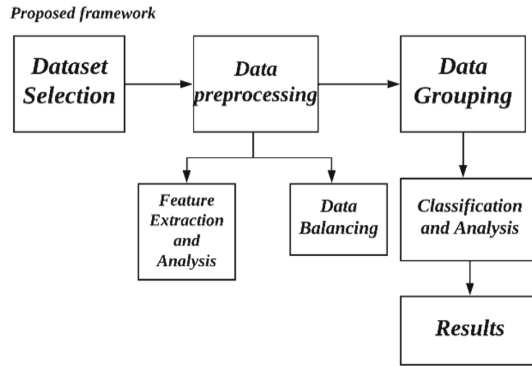 Proposed framework
Dataset
Selection
Data
preprocessing
Data
Grouping
Feature
Extraction
and
Analysis
Data
Balancing
Classification
and Analysis
Results